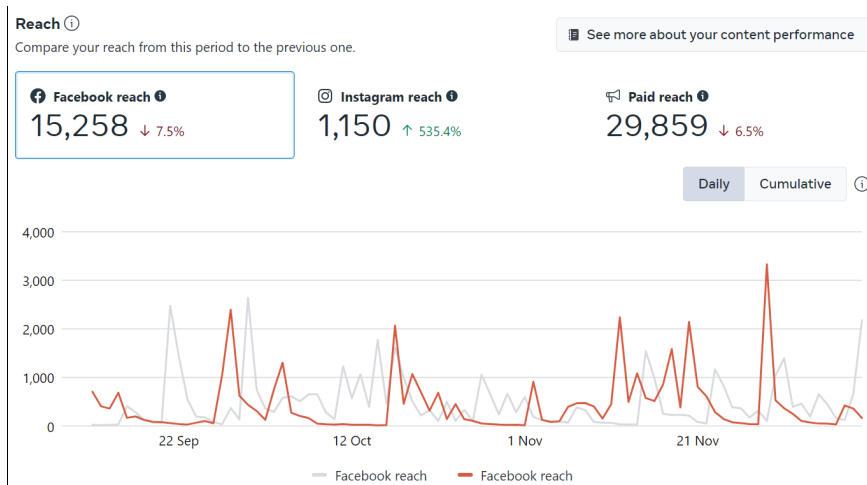 Reach
Compare your reach from this period to the previous one.
See more about your content performance
Facebook reach
15,258 ↓ 7.5%
Instagram reach
1,150 ↑ 535.4%
Paid reach
29,859 ↓ 6.5%
Daily Cumulative
4,000
3,000
2,000
1,000
0
22 Sep 12 Oct 1 Nov 21 Nov
Facebook reach Facebook reach